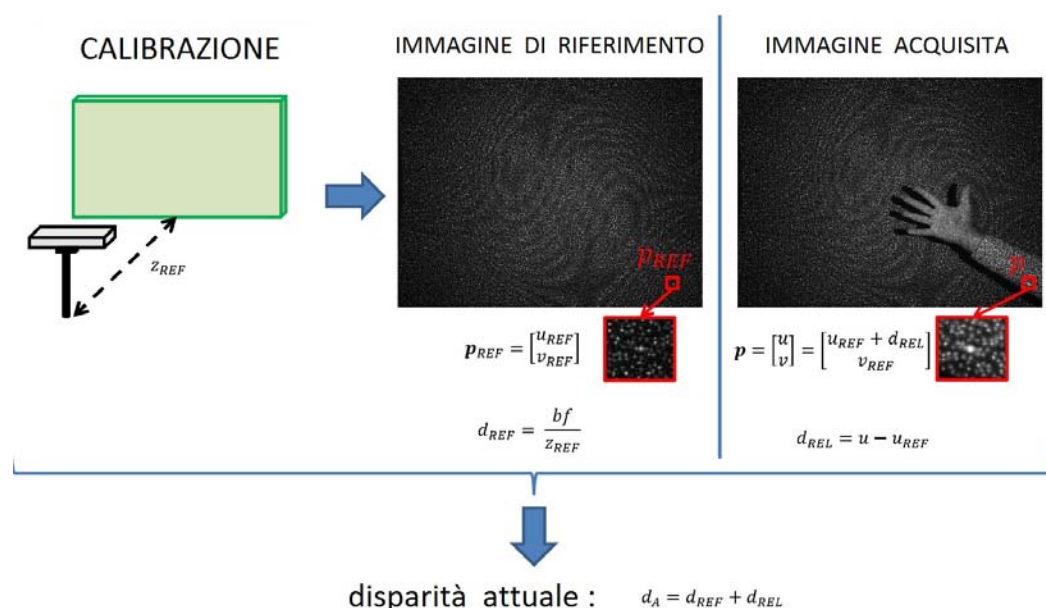 CALIBRAZIONE
z_REF
IMMAGINE DI RIFERIMENTO
p_REF
p_REF = [u_REF
v_REF]
d_REF = bf / z_REF
IMMAGINE ACQUISITA
p
p = [u
v] = [u_REF + d_REL
v_REF]
d_REL = u − u_REF
disparità attuale : d_A = d_REF + d_REL